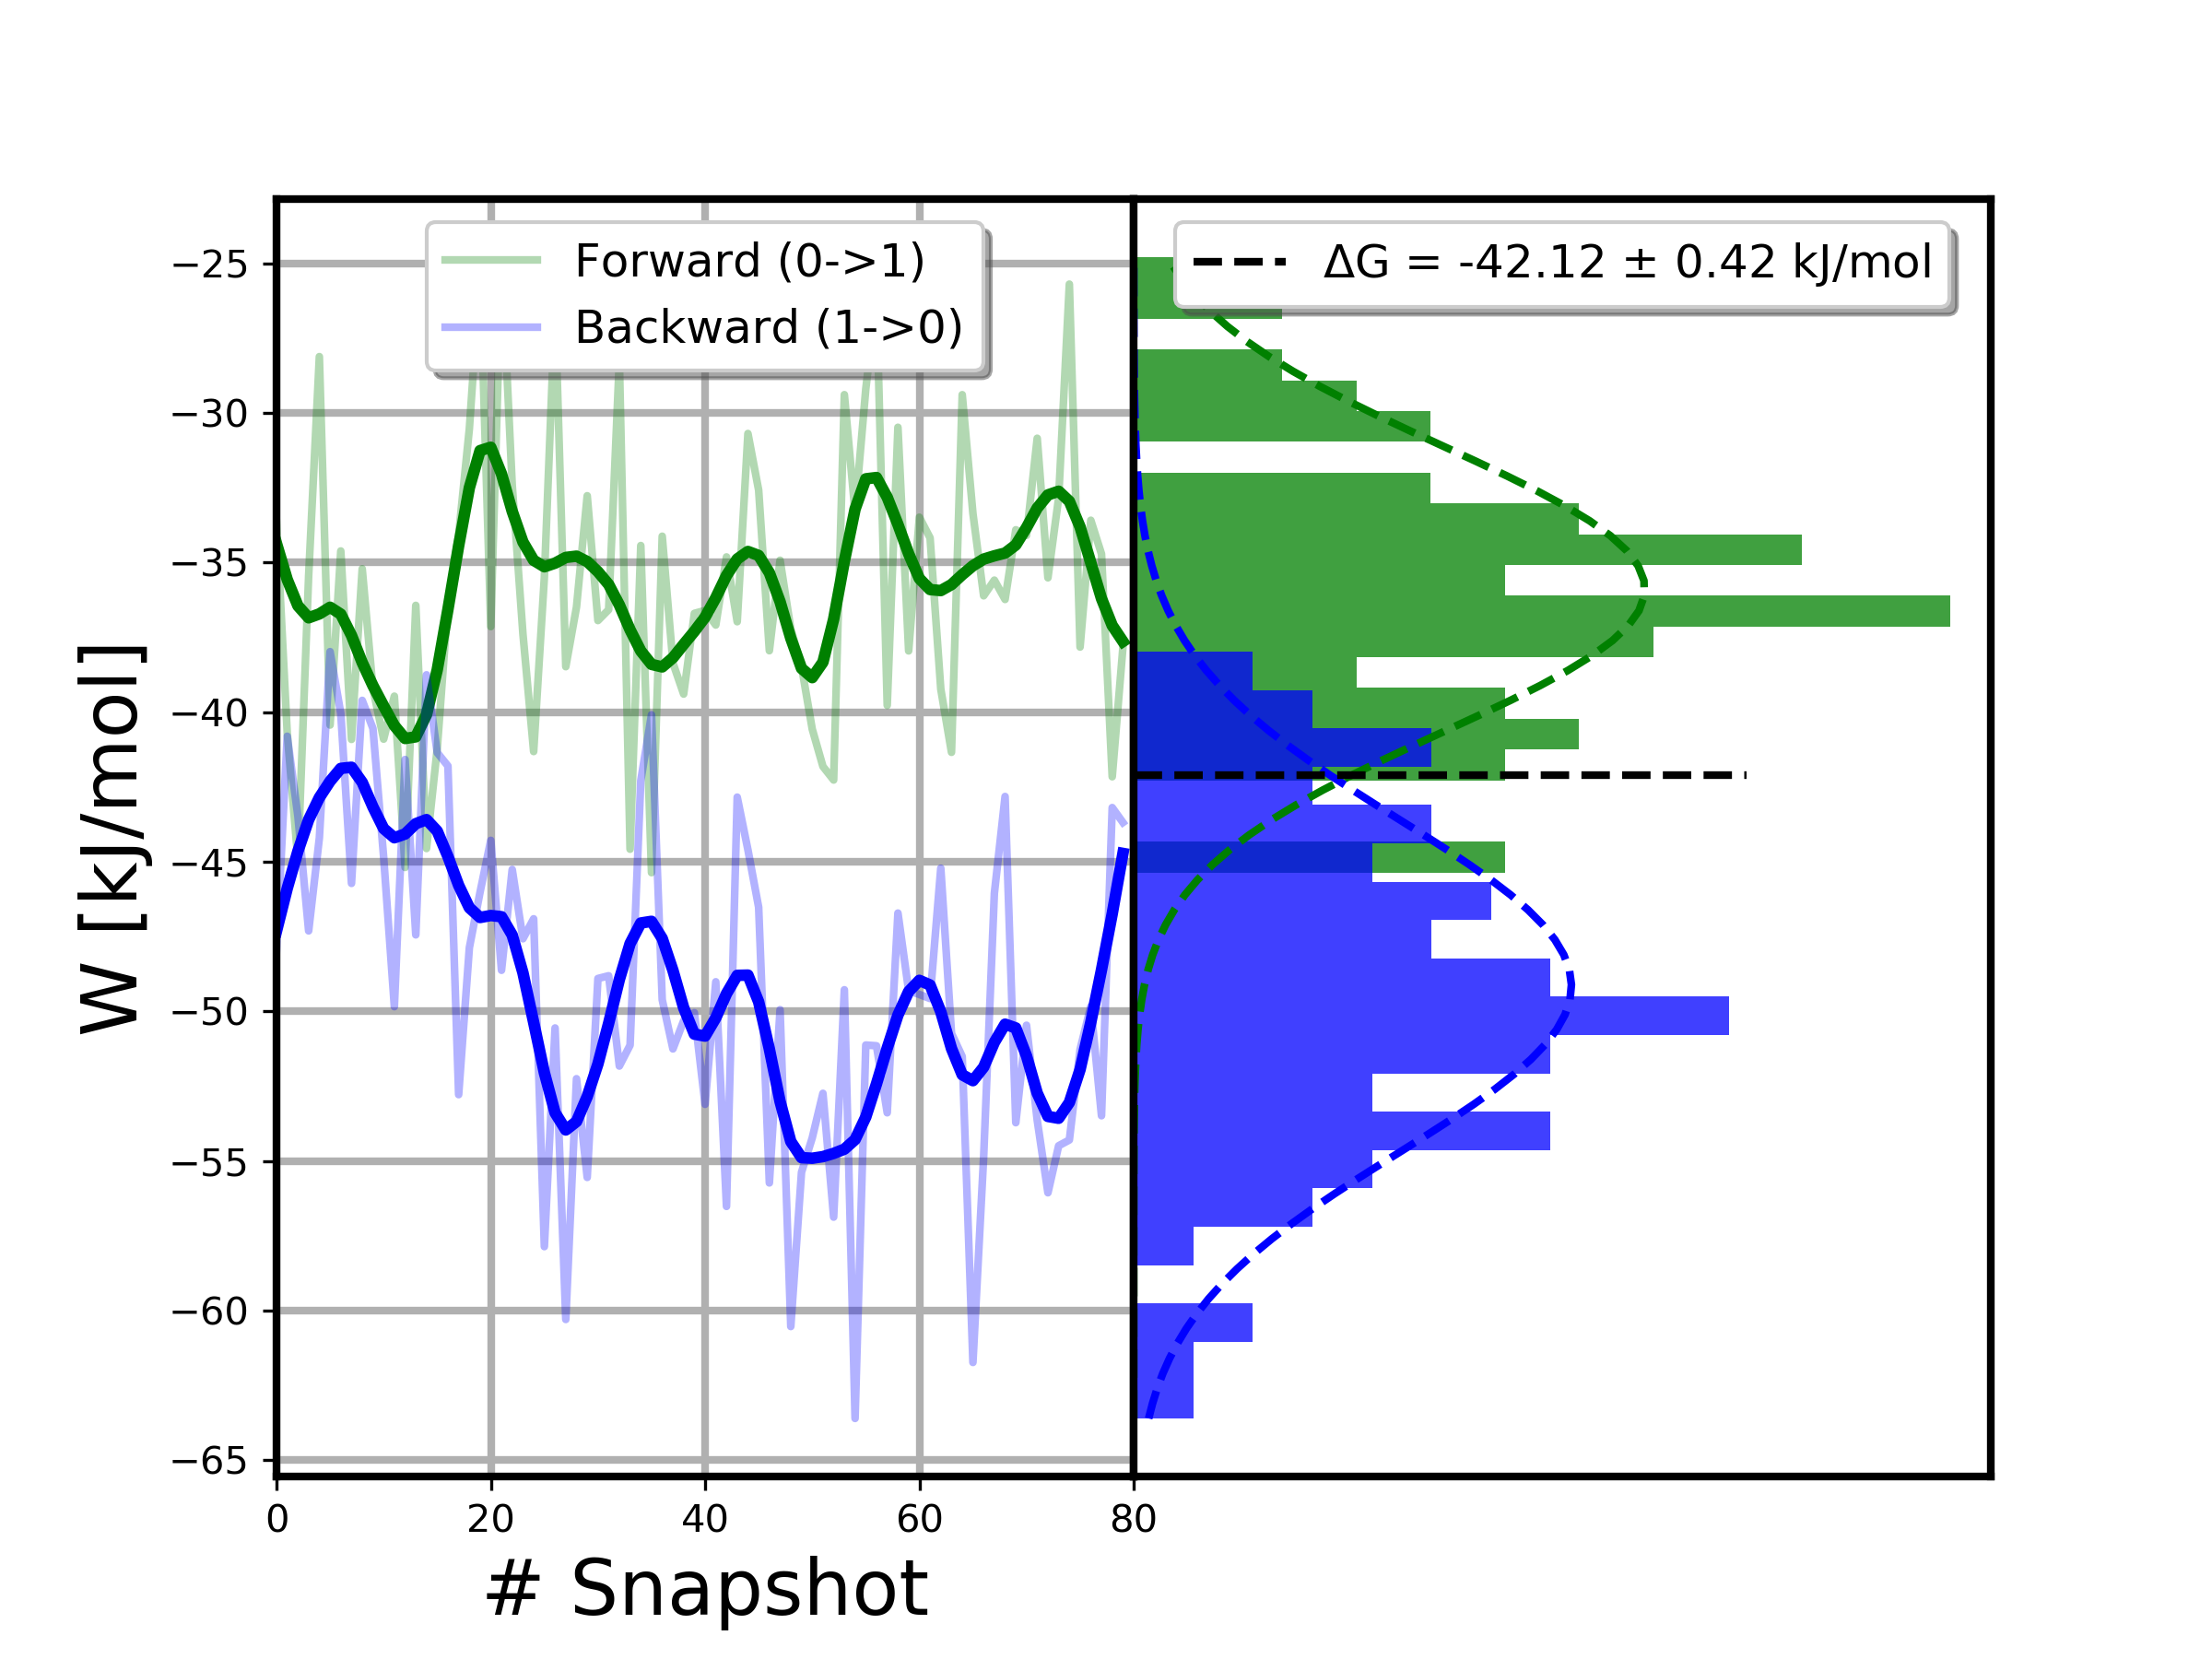 Forward (0->1)
Backward (1->0)
ΔG = -42.12 ± 0.42 kJ/mol
W [kJ/mol]
−25
−30
−35
−40
−45
−50
−55
−60
−65
0 20 40 60 80
# Snapshot